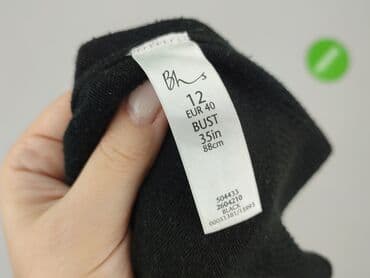 Bhs
12
EUR 40
BUST
35in
88cm
504433
2604210
BLACK